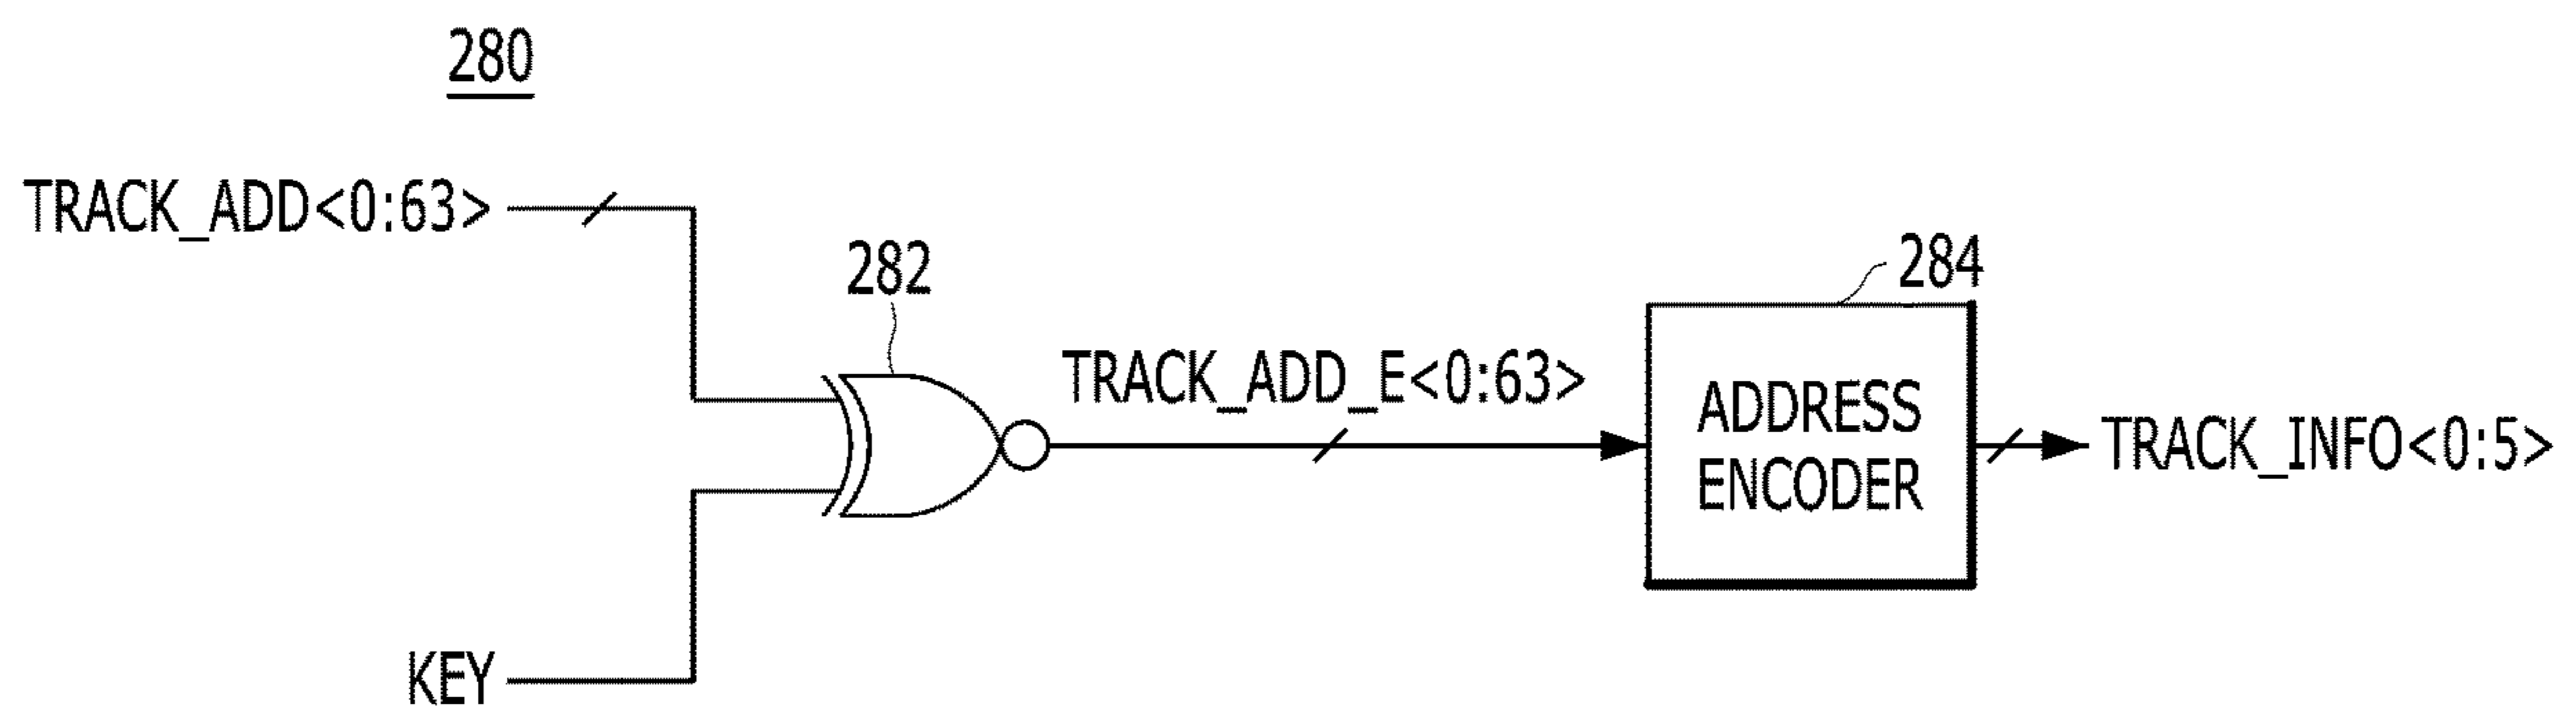 280
TRACK_ADD<0:63>
282
284
TRACK_ADD_E<0:63>
ADDRESS
ENCODER
TRACK_INFO<0:5>
KEY